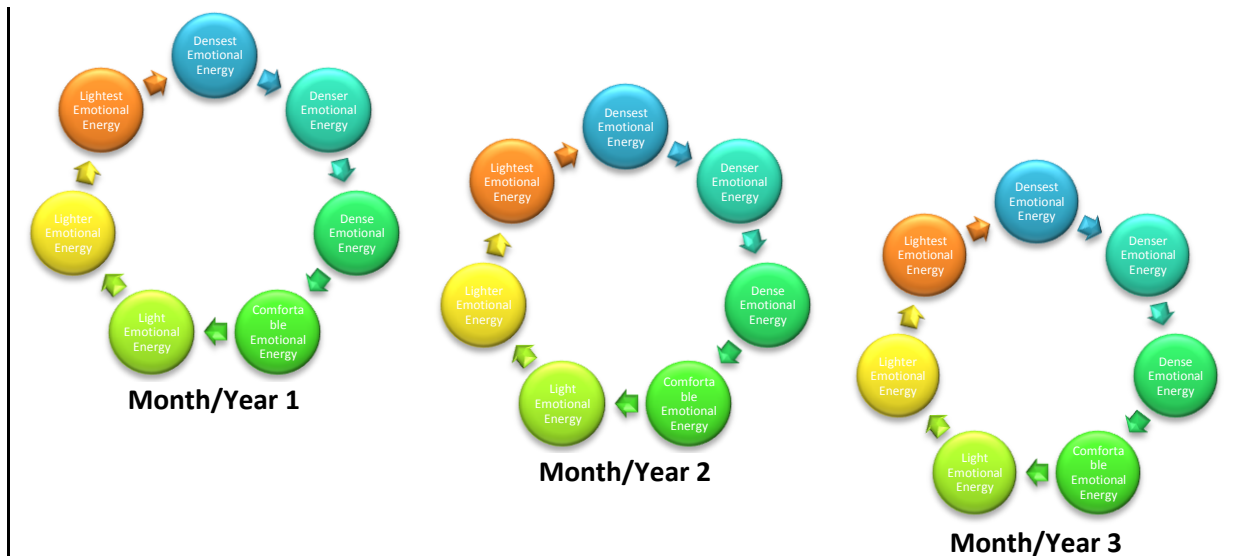 Densest
Emotional
Energy
Denser
Emotional
Energy
Dense
Emotional
Energy
Comforta
ble
Emotional
Energy
Light
Emotional
Energy
Lighter
Emotional
Energy
Lightest
Emotional
Energy
Month/Year 1
Densest
Emotional
Energy
Denser
Emotional
Energy
Dense
Emotional
Energy
Comforta
ble
Emotional
Energy
Light
Emotional
Energy
Lighter
Emotional
Energy
Lightest
Emotional
Energy
Month/Year 2
Densest
Emotional
Energy
Denser
Emotional
Energy
Dense
Emotional
Energy
Comforta
ble
Emotional
Energy
Light
Emotional
Energy
Lighter
Emotional
Energy
Lightest
Emotional
Energy
Month/Year 3